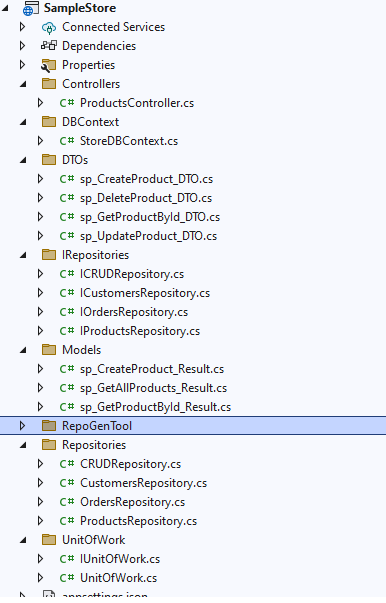 SampleStore
Connected Services
Dependencies
Properties
Controllers
C# ProductsController.cs
DBContext
C# StoreDBContext.cs
DTOs
C# sp_CreateProduct_DTO.cs
C# sp_DeleteProduct_DTO.cs
C# sp_GetProductById_DTO.cs
C# sp_UpdateProduct_DTO.cs
IRepositories
C# ICRUDRepository.cs
C# ICustomersRepository.cs
C# IOrdersRepository.cs
C# IProductsRepository.cs
Models
C# sp_CreateProduct_Result.cs
C# sp_GetAllProducts_Result.cs
C# sp_GetProductById_Result.cs
RepoGenTool
Repositories
C# CRUDRepository.cs
C# CustomersRepository.cs
C# OrdersRepository.cs
C# ProductsRepository.cs
UnitOfWork
C# IUnitOfWork.cs
C# UnitOfWork.cs
appsettings.json